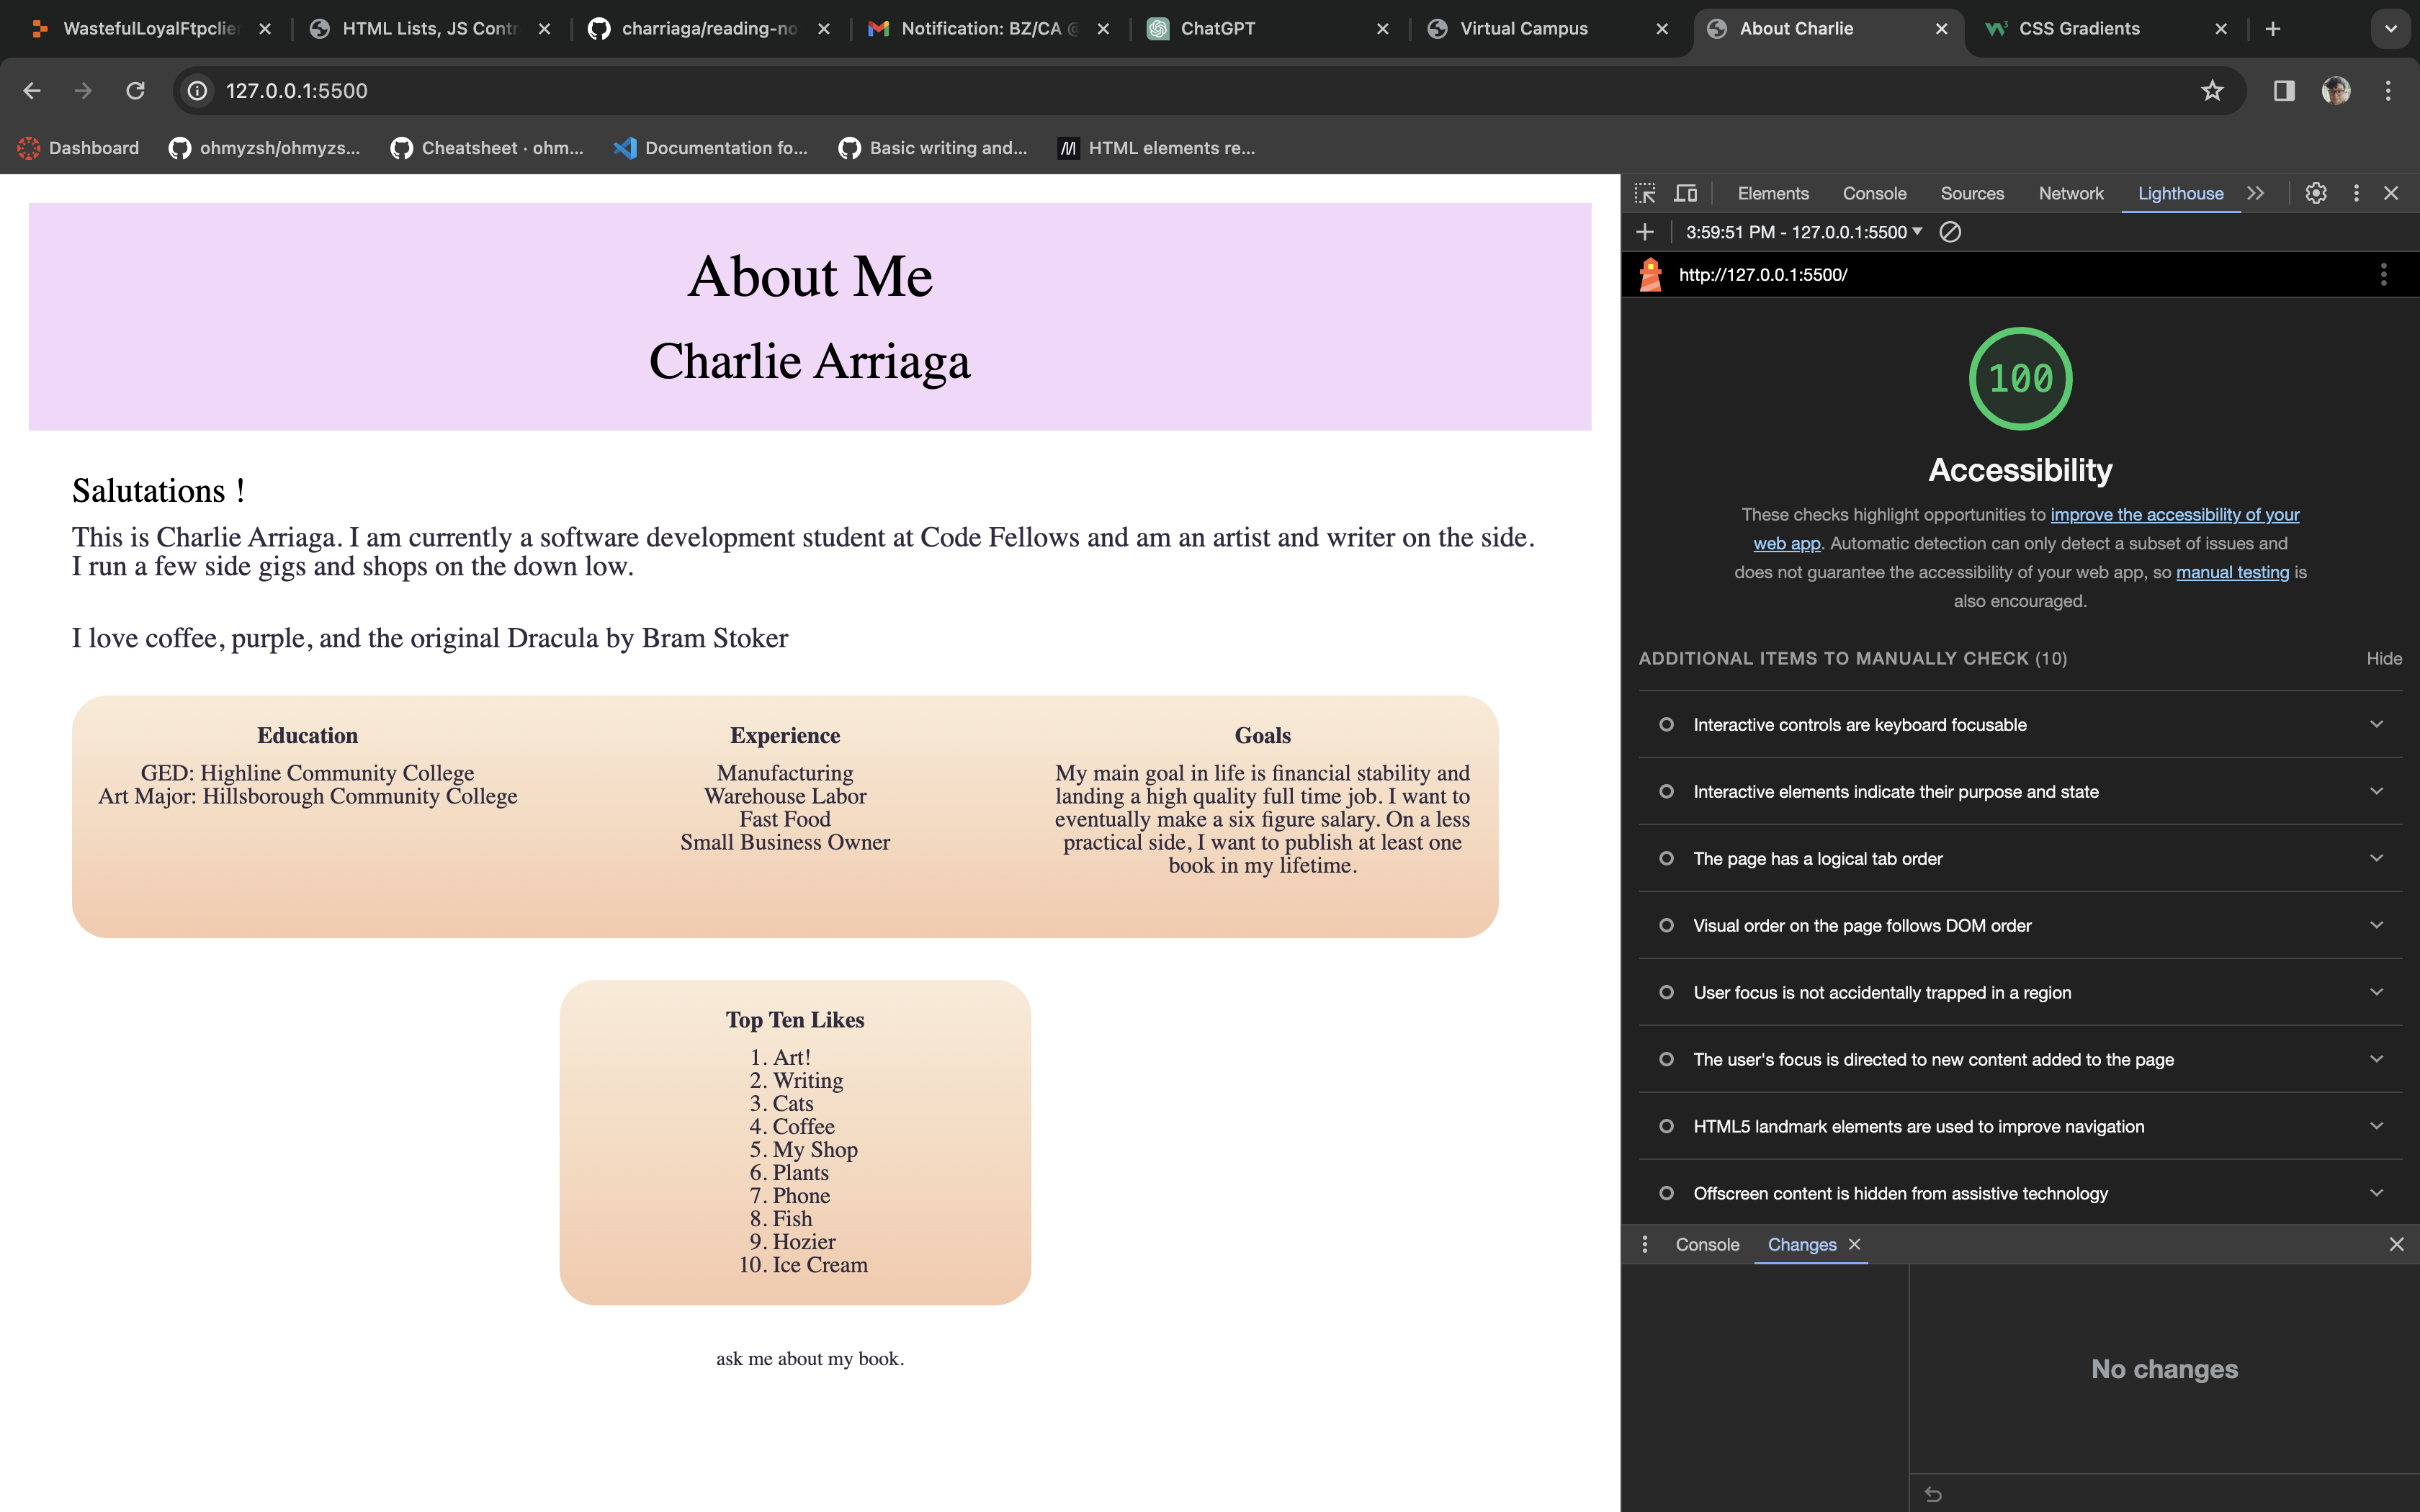 WastefulLoyalFtpclie
HTML Lists, JS Contr
charriaga/reading-no
Notification: BZ/CA @
ChatGPT
Virtual Campus
About Charlie
CSS Gradients
127.0.0.1:5500
Dashboard
ohmyzsh/ohmyzs...
Cheatsheet · ohm...
Documentation fo...
Basic writing and...
HTML elements re...
About Me
Charlie Arriaga
Salutations !
This is Charlie Arriaga. I am currently a software development student at Code Fellows and am an artist and writer on the side.
I run a few side gigs and shops on the down low.
I love coffee, purple, and the original Dracula by Bram Stoker
Education
GED: Highline Community College
Art Major: Hillsborough Community College
Experience
Manufacturing
Warehouse Labor
Fast Food
Small Business Owner
Goals
My main goal in life is financial stability and
landing a high quality full time job. I want to
eventually make a six figure salary. On a less
practical side, I want to publish at least one
book in my lifetime.
Top Ten Likes
1. Art!
2. Writing
3. Cats
4. Coffee
5. My Shop
6. Plants
7. Phone
8. Fish
9. Hozier
10. Ice Cream
ask me about my book.
Elements
Console
Sources
Network
Lighthouse
3:59:51 PM - 127.0.0.1:5500
http://127.0.0.1:5500/
100
Accessibility
These checks highlight opportunities to improve the accessibility of your
web app. Automatic detection can only detect a subset of issues and
does not guarantee the accessibility of your web app, so manual testing is
also encouraged.
ADDITIONAL ITEMS TO MANUALLY CHECK (10)
Hide
Interactive controls are keyboard focusable
Interactive elements indicate their purpose and state
The page has a logical tab order
Visual order on the page follows DOM order
User focus is not accidentally trapped in a region
The user's focus is directed to new content added to the page
HTML5 landmark elements are used to improve navigation
Offscreen content is hidden from assistive technology
Console
Changes
No changes